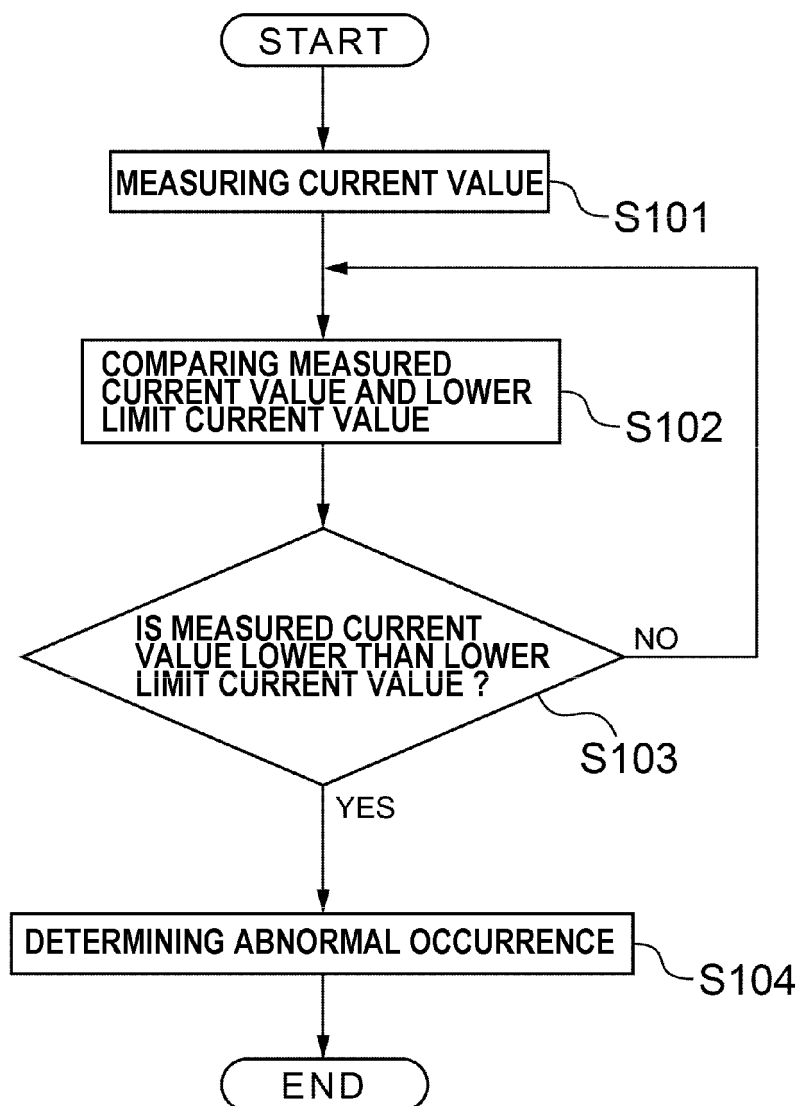 START
MEASURING CURRENT VALUE
S101
COMPARING MEASURED
CURRENT VALUE AND LOWER
LIMIT CURRENT VALUE
S102
IS MEASURED CURRENT
VALUE LOWER THAN LOWER
LIMIT CURRENT VALUE ?
NO
S103
YES
DETERMINING ABNORMAL OCCURRENCE
S104
END